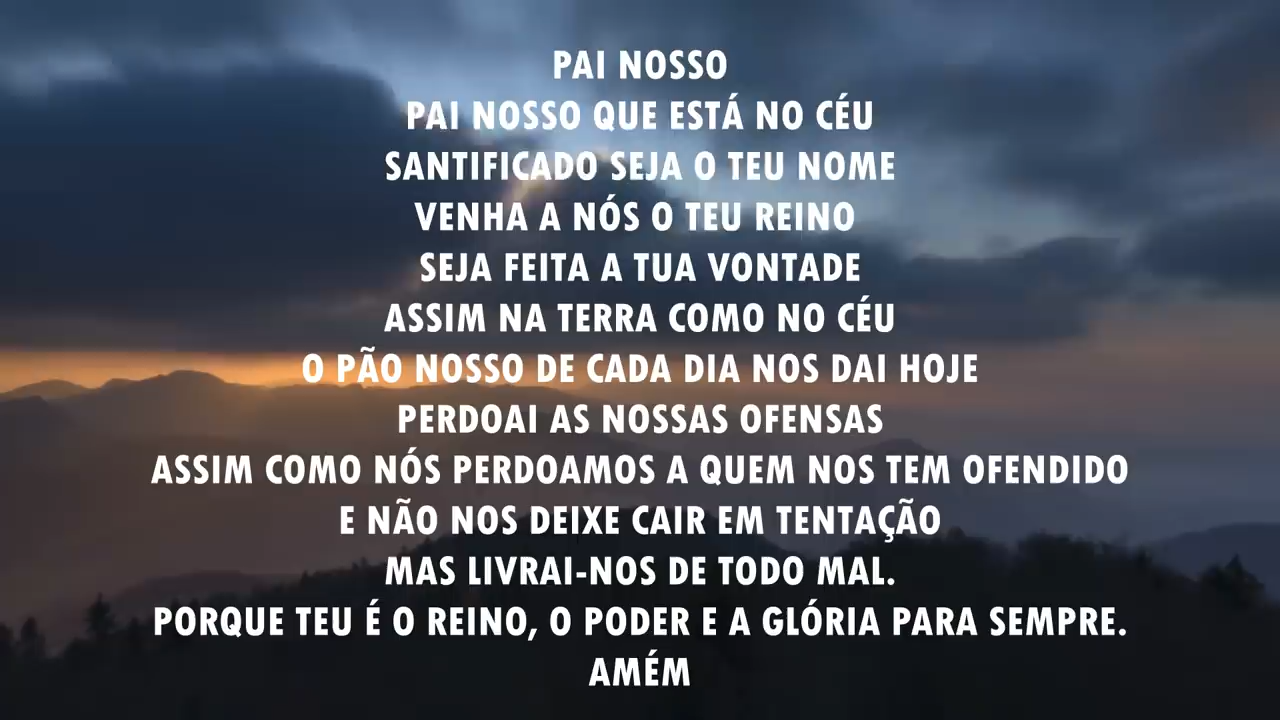 PAI NOSSO
PAI NOSSO QUE ESTÁ NO CÉU
SANTIFICADO SEJA O TEU NOME
VENHA A NÓS O TEU REINO
SEJA FEITA A TUA VONTADE
ASSIM NA TERRA COMO NO CÉU
O PÃO NOSSO DE CADA DIA NOS DAI HOJE
PERDOAI AS NOSSAS OFENSAS
ASSIM COMO NÓS PERDOAMOS A QUEM NOS TEM OFENDIDO
E NÃO NOS DEIXE CAIR EM TENTAÇÃO
MAS LIVRAI-NOS DE TODO MAL.
PORQUE TEU É O REINO, O PODER E A GLÓRIA PARA SEMPRE.
AMÉM